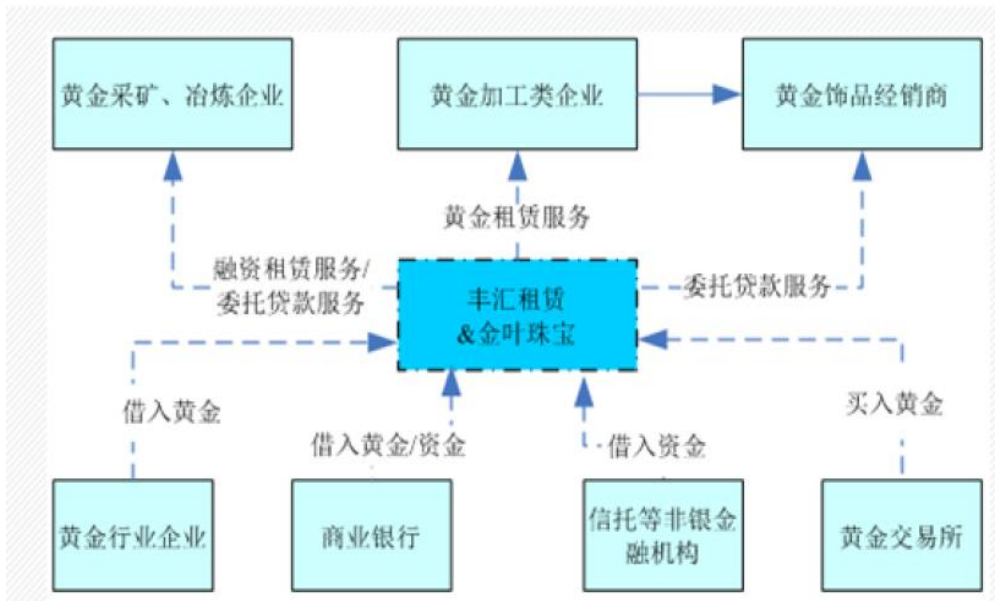 黄金采矿、冶炼企业
黄金加工类企业
黄金饰品经销商
黄金租赁服务
融资租赁服务/
委托贷款服务
丰汇租赁
&金叶珠宝
委托贷款服务
借入黄金
买入黄金
借入黄金/资金
借入资金
黄金行业企业
商业银行
信托等非银金
融机构
黄金交易所